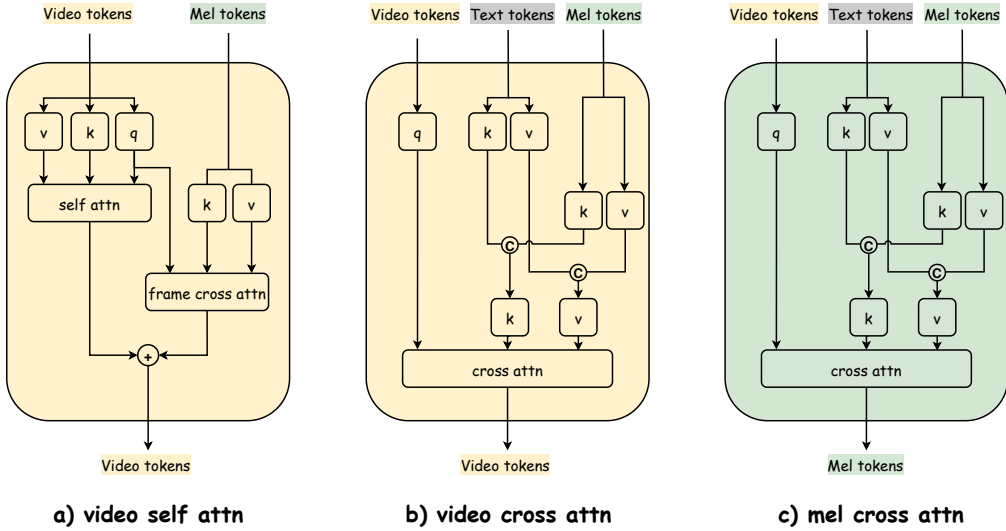 Video tokens
Mel tokens
v
k
q
self attn
k
v
frame cross attn
+
Video tokens
a) video self attn
Video tokens
Text tokens
Mel tokens
q
k
v
k
v
C
C
k
v
cross attn
Video tokens
b) video cross attn
Video tokens
Text tokens
Mel tokens
q
k
v
k
v
C
C
k
v
cross attn
Mel tokens
c) mel cross attn